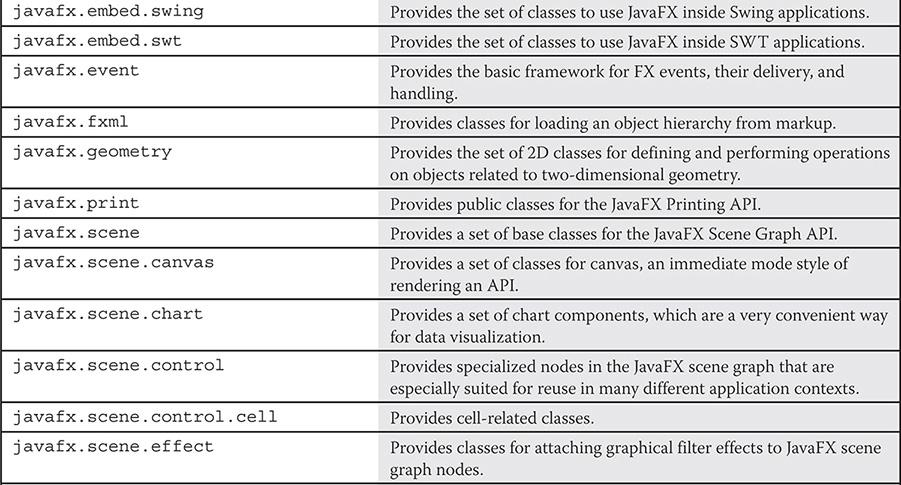 javafx.embed.swing Provides the set of classes to use JavaFX inside Swing applications.
javafx.embed.swt Provides the set of classes to use JavaFX inside SWT applications.
javafx.event Provides the basic framework for FX events, their delivery, and
handling.
javafx.fxml Provides classes for loading an object hierarchy from markup.
javafx.geometry Provides the set of 2D classes for defining and performing operations
on objects related to two-dimensional geometry.
javafx.print Provides public classes for the JavaFX Printing API.
javafx.scene Provides a set of base classes for the JavaFX Scene Graph API.
javafx.scene.canvas Provides a set of classes for canvas, an immediate mode style of
rendering an API.
javafx.scene.chart Provides a set of chart components, which are a very convenient way
for data visualization.
javafx.scene.control Provides specialized nodes in the JavaFX scene graph that are
especially suited for reuse in many different application contexts.
javafx.scene.control.cell Provides cell-related classes.
javafx.scene.effect Provides classes for attaching graphical filter effects to JavaFX scene
graph nodes.